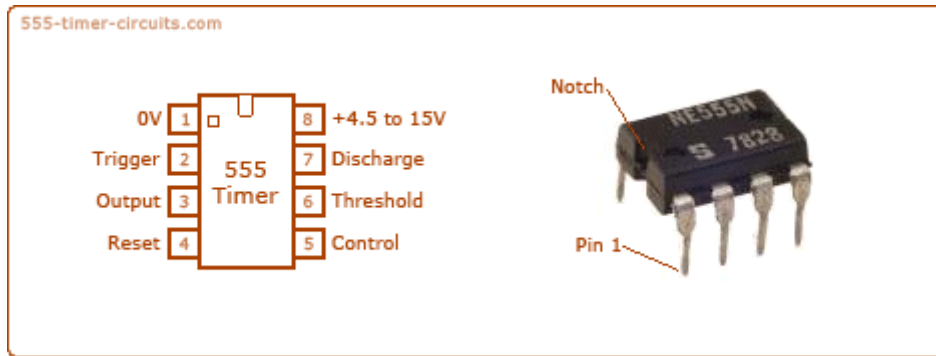 555-timer-circuits.com
0V 1 8 +4.5 to 15V
Trigger 2 7 Discharge
555
Timer
Output 3 6 Threshold
Reset 4 5 Control
Notch
NE555N
S 7828
Pin 1